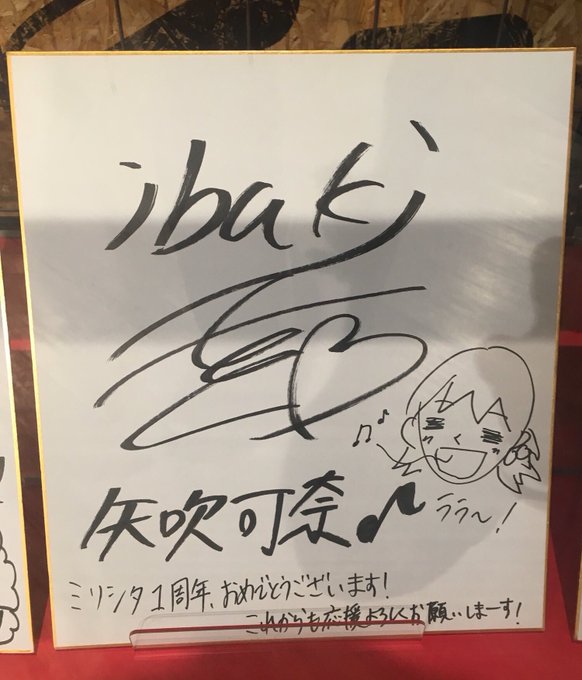 ibaki
矢吹可奈
ララ〜!
ミリシタ1周年、おめでとうございます!
これからも応援よろしくお願いしまーす!